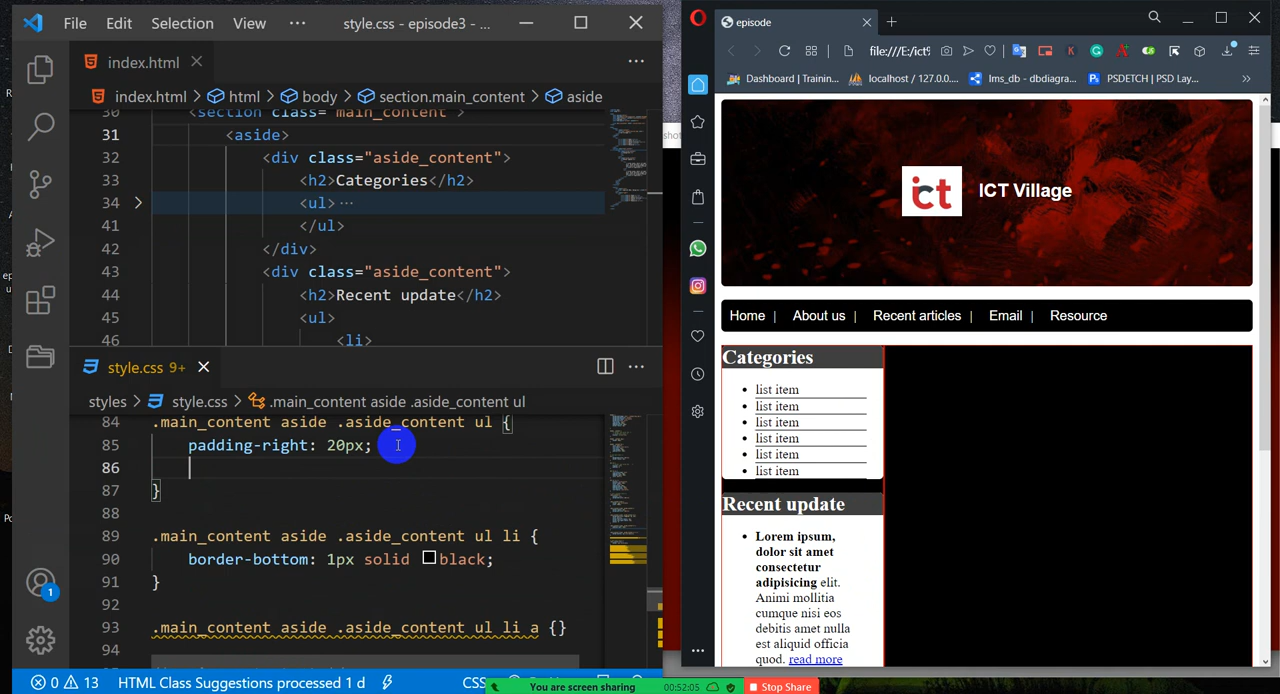 File Edit Selection View ··· style.css - episode3 - ...
index.html
index.html > html > body > section.main_content > aside
30 <section class="main_content">
31 <aside>
32 <div class="aside_content">
33 <h2>Categories</h2>
34 <ul>···
41 </ul>
42 </div>
43 <div class="aside_content">
44 <h2>Recent update</h2>
45 <ul>
46 <li>
style.css 9+
styles > style.css > .main_content aside .aside_content ul
84 .main_content aside .aside_content ul {
85 padding-right: 20px;
86
87 }
88
89 .main_content aside .aside_content ul li {
90 border-bottom: 1px solid black;
91 }
92
93 .main_content aside .aside_content ul li a {}
94
1
0 13 HTML Class Suggestions processed 1 d CSS
You are screen sharing 00:52:05 Stop Share
episode
file:///E:/ict
Dashboard | Trainin... localhost / 127.0.0.... lms_db - dbdiagra... PSDETCH | PSD Lay...
ict ICT Village
Home | About us | Recent articles | Email | Resource
Categories
list item
list item
list item
list item
list item
list item
Recent update
Lorem ipsum,
dolor sit amet
consectetur
adipisicing elit.
Animi mollitia
cumque nisi eos
debitis amet nulla
est aliquid officia
quod. read more